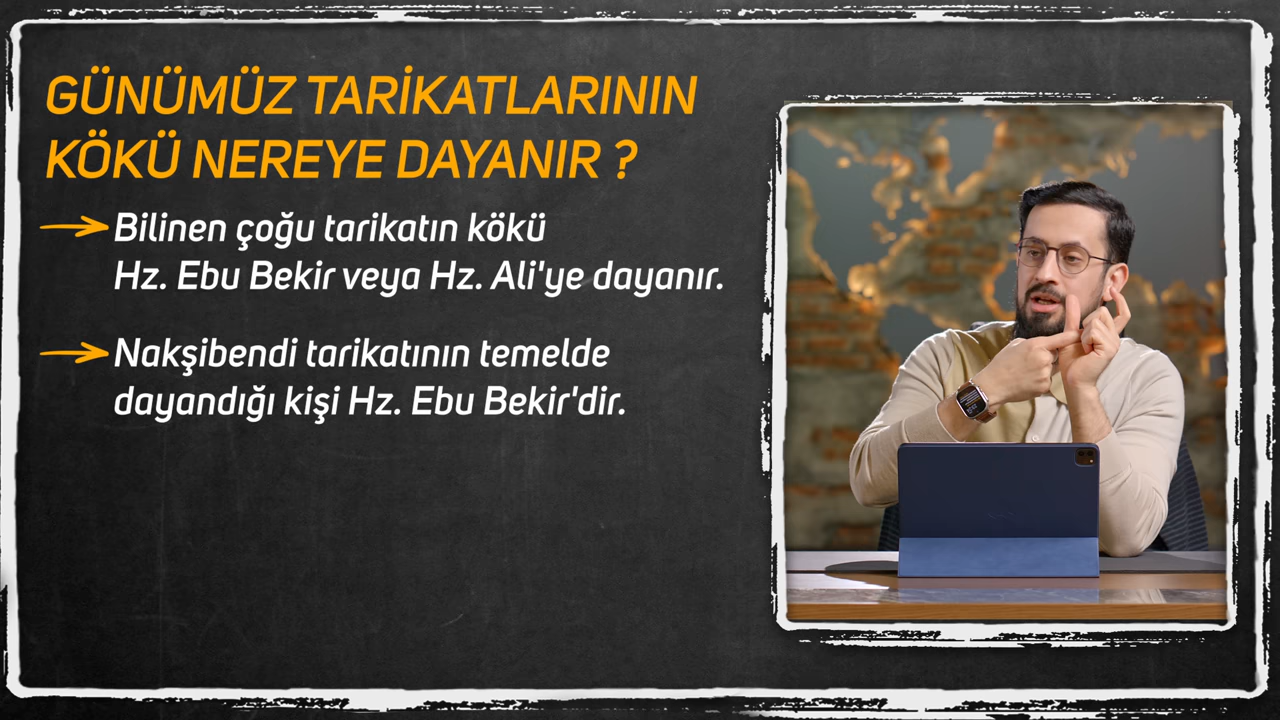 GÜNÜMÜZ TARİKATLARININ
KÖKÜ NEREYE DAYANIR ?
Bilinen çoğu tarikatın kökü
Hz. Ebu Bekir veya Hz. Ali'ye dayanır.
Nakşibendi tarikatının temelde
dayandığı kişi Hz. Ebu Bekir'dir.